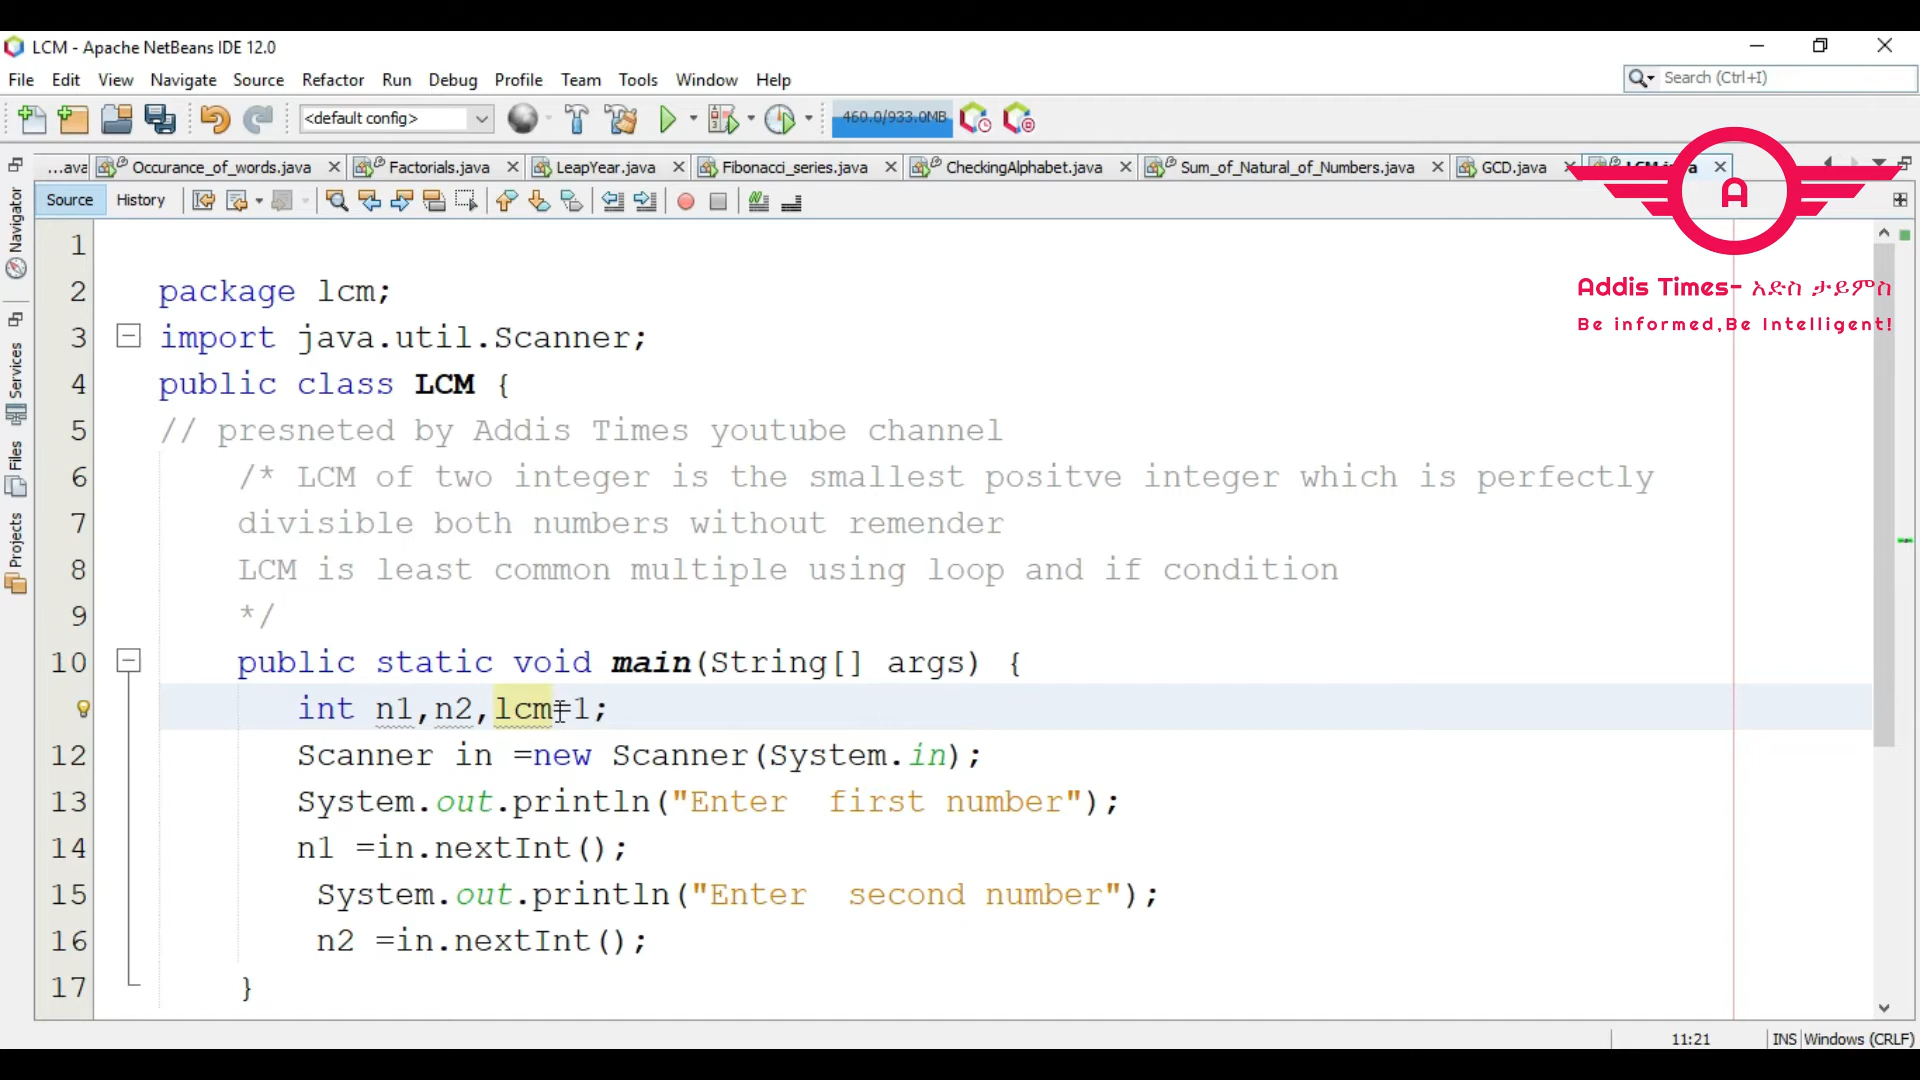 LCM - Apache NetBeans IDE 12.0
File Edit View Navigate Source Refactor Run Debug Profile Team Tools Window Help
Search (Ctrl+I)
<default config>
460.0/933.0MB
...ava Occurance_of_words.java Factorials.java LeapYear.java Fibonacci_series.java CheckingAlphabet.java Sum_of_Natural_of_Numbers.java GCD.java
Source History
A
Addis Times- አድስ ታይምስ
Be informed,Be Intelligent!
Navigator
Services
Files
Projects
1
2 package lcm;
3 import java.util.Scanner;
4 public class LCM {
5 // presneted by Addis Times youtube channel
6 /* LCM of two integer is the smallest positve integer which is perfectly
7 divisible both numbers without remender
8 LCM is least common multiple using loop and if condition
9 */
10 public static void main(String[] args) {
int n1,n2,lcm=1;
12 Scanner in =new Scanner(System.in);
13 System.out.println("Enter  first number");
14 n1 =in.nextInt();
15 System.out.println("Enter  second number");
16 n2 =in.nextInt();
17 }
11:21 INS Windows (CRLF)